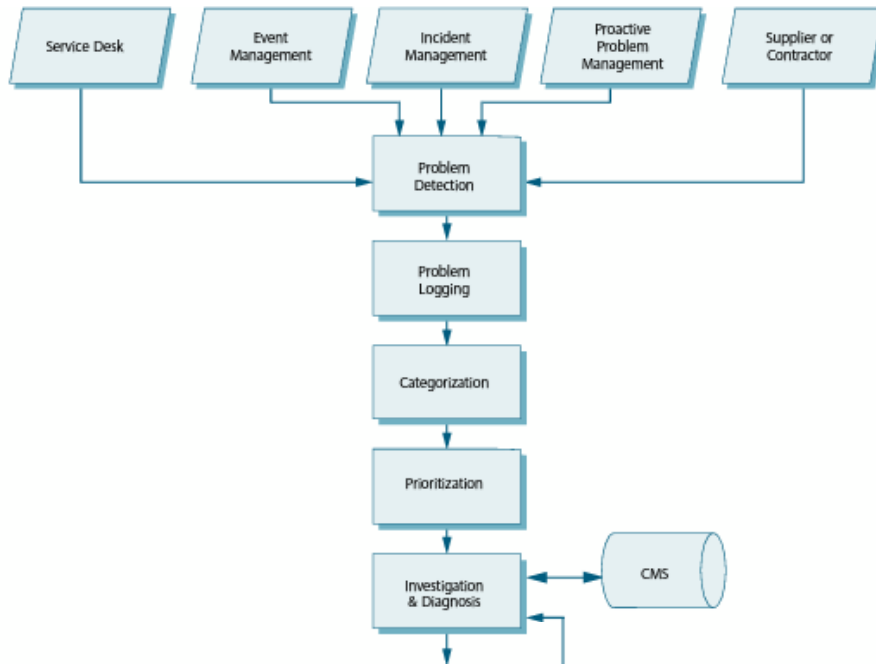 Service Desk
Event
Management
Incident
Management
Proactive
Problem
Management
Supplier or
Contractor
Problem
Detection
Problem
Logging
Categorization
Prioritization
Investigation
& Diagnosis
CMS